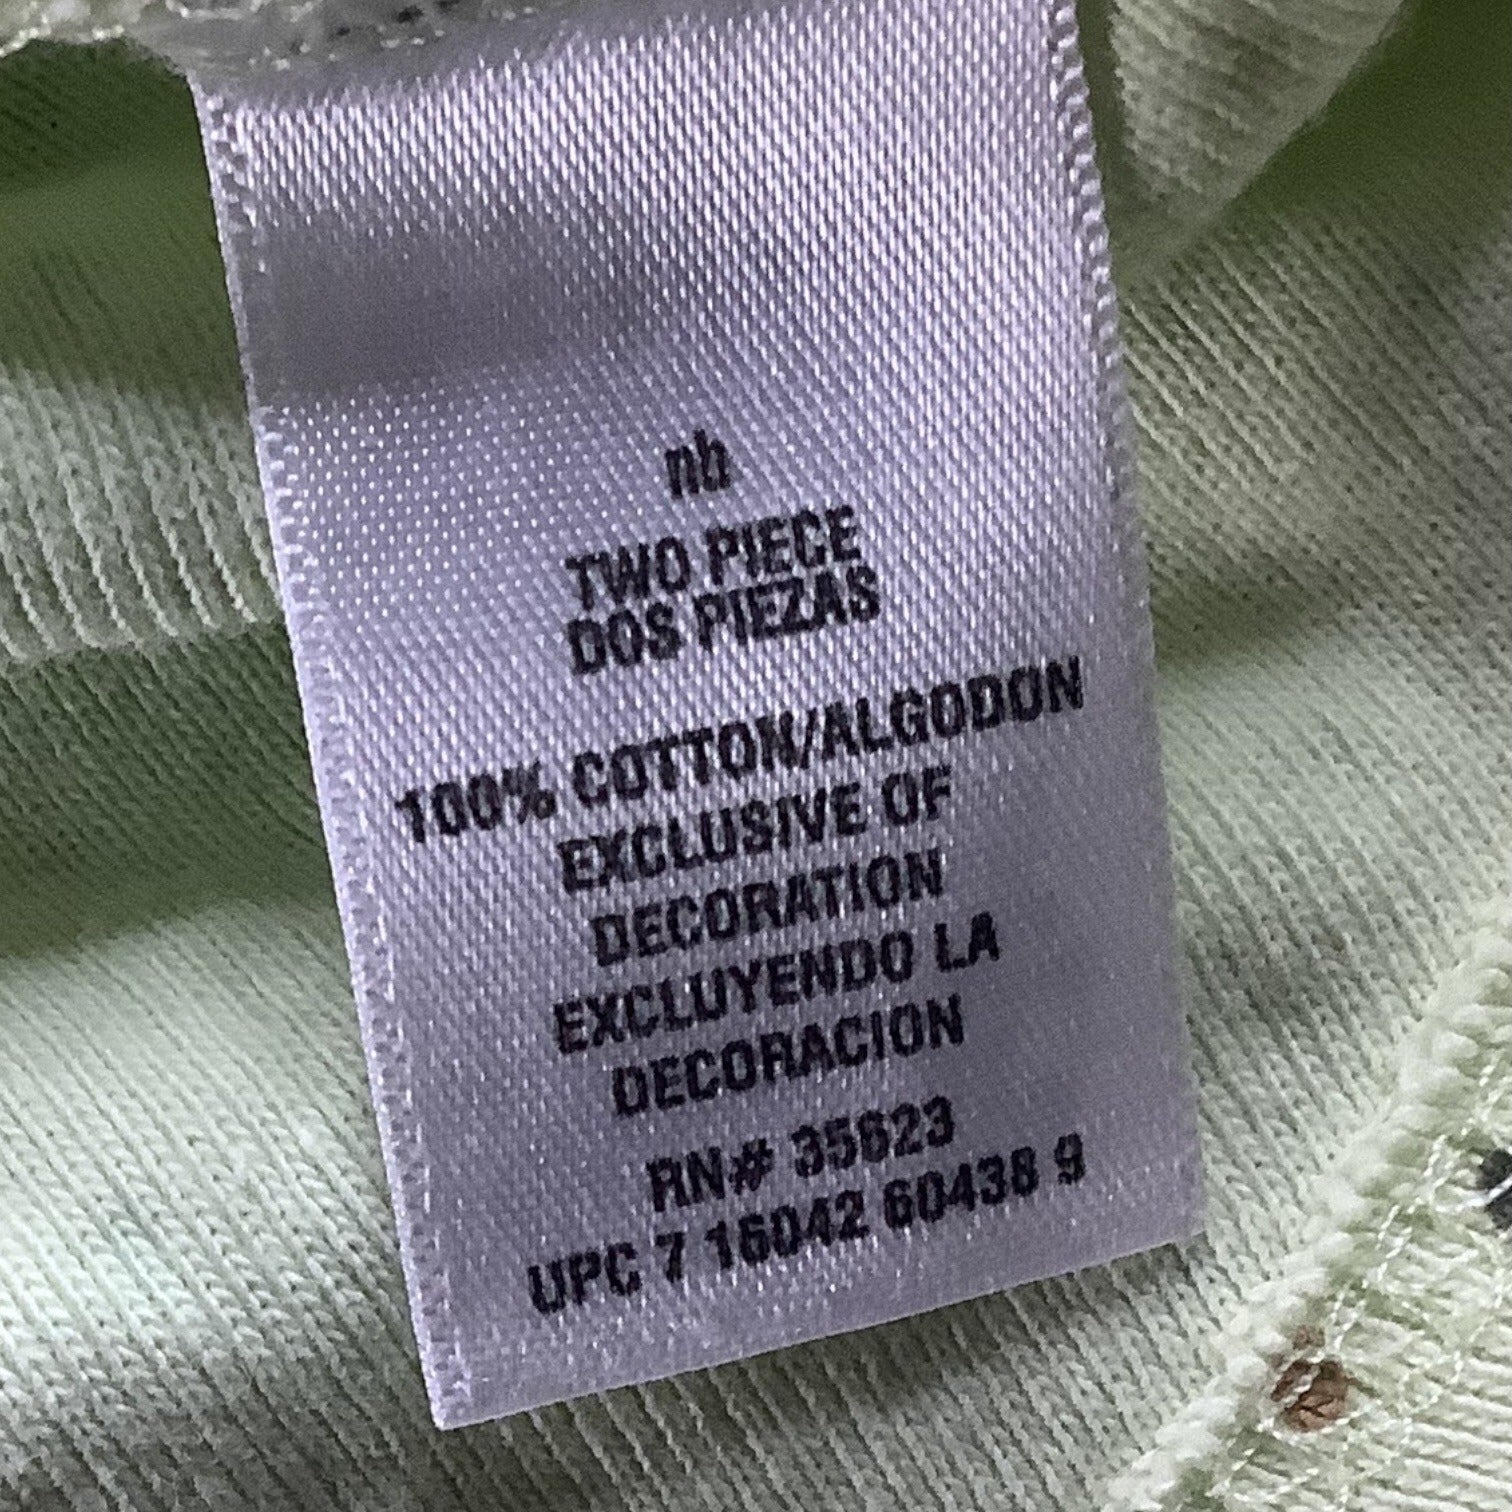 nb
TWO PIECE
DOS PIEZAS
100% COTTON/ALGODON
EXCLUSIVE OF
DECORATION
EXCLUYENDO LA
DECORACION
RN# 35623
UPC 7 16042 60438 9